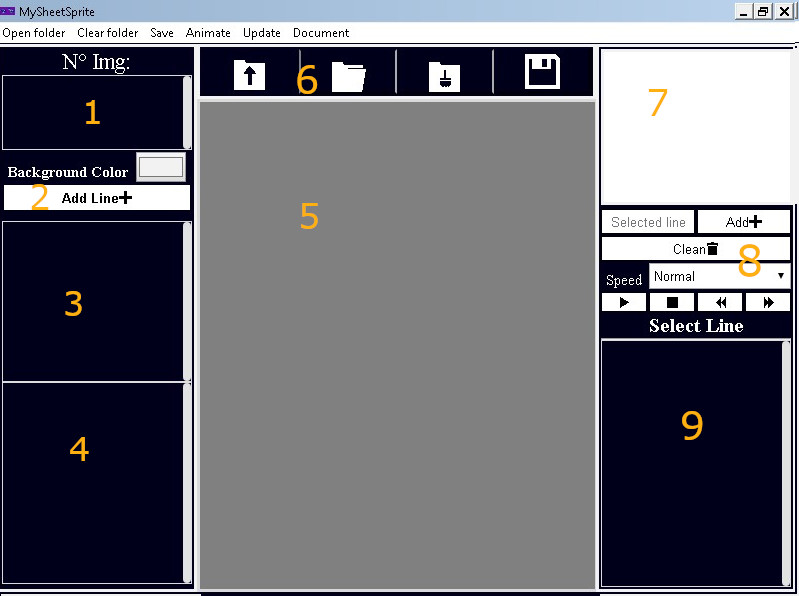 MySheetSprite
Open folder Clear folder Save Animate Update Document
N° Img:
1
6
7
Background Color
2 Add Line
5
Selected line Add
Clean
8
Speed Normal
3
Select Line
9
4